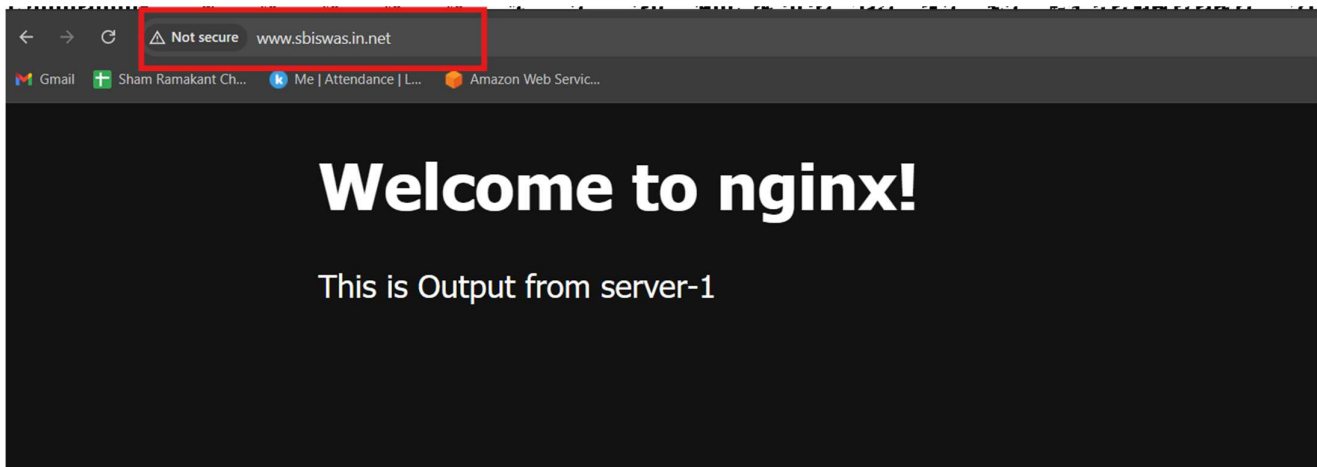 Not secure www.sbiswas.in.net
Gmail Sham Ramakant Ch... Me | Attendance | L... Amazon Web Servic...
Welcome to nginx!
This is Output from server-1